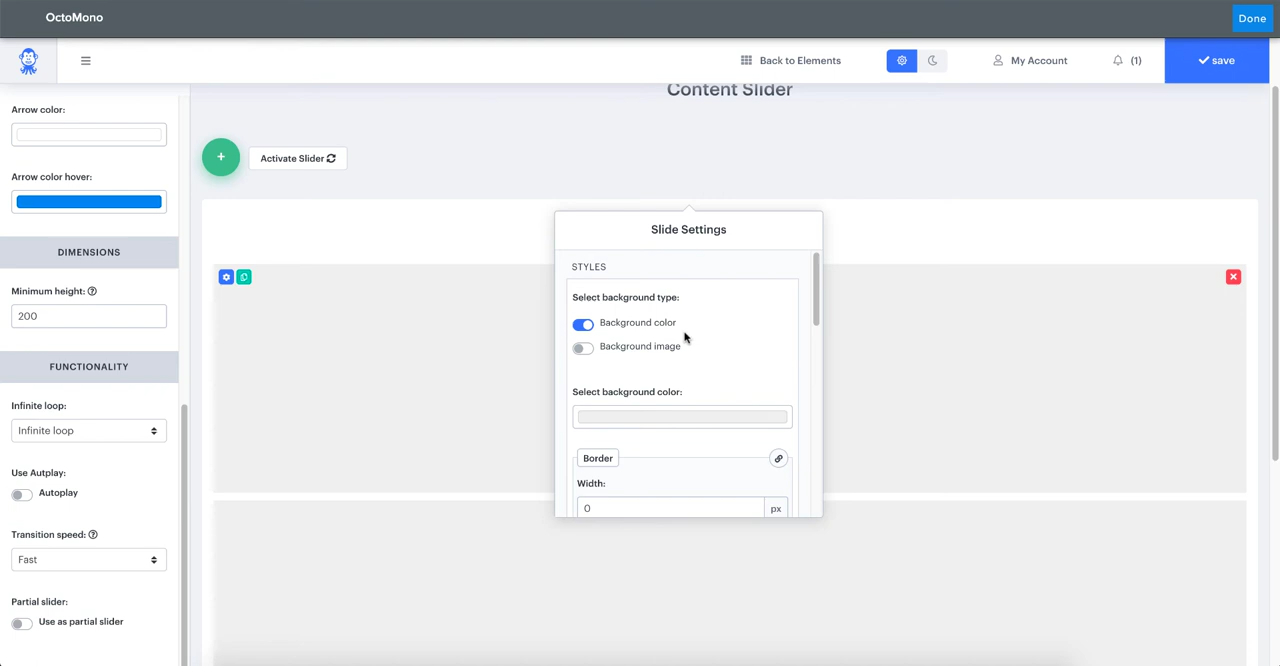 OctoMono
Done
Back to Elements
My Account
(1)
save
Content Slider
Arrow color:
Activate Slider
Arrow color hover:
DIMENSIONS
Minimum height:
200
FUNCTIONALITY
Infinite loop:
Infinite loop
Use Autoplay:
Autoplay
Transition speed:
Fast
Partial slider:
Use as partial slider
Slide Settings
STYLES
Select background type:
Background color
Background image
Select background color:
Border
Width:
0
px